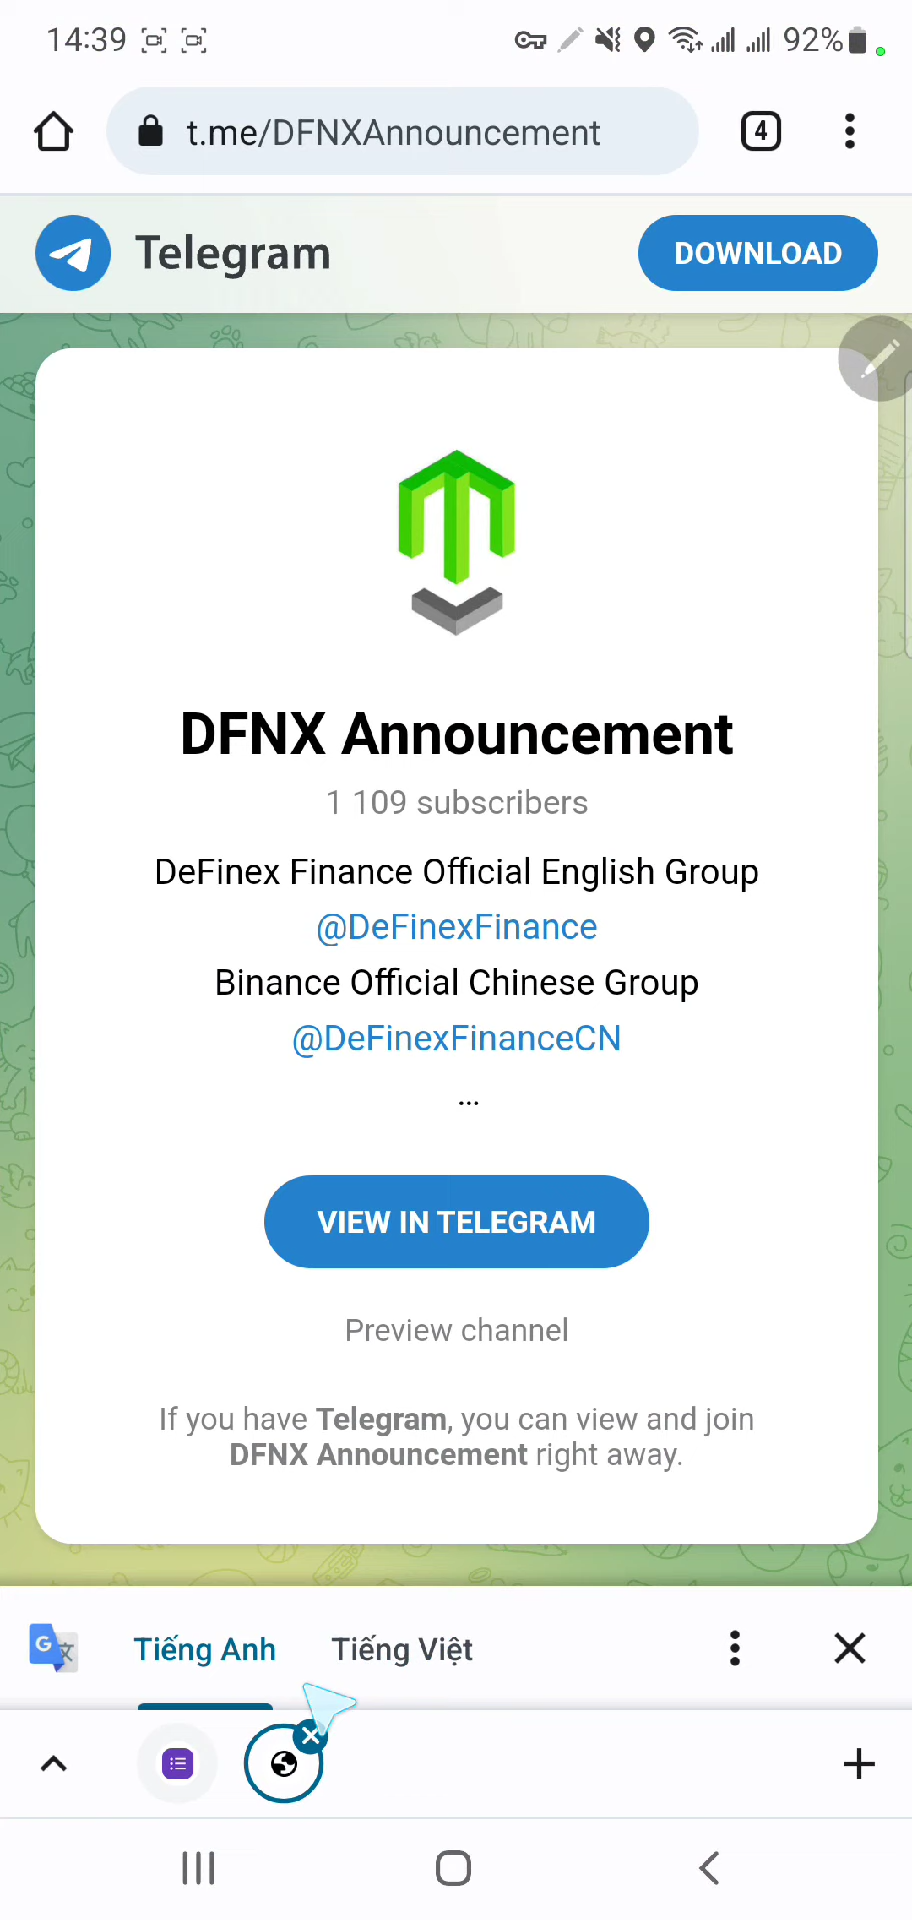 14:39
92%
t.me/DFNXAnnouncement
4
Telegram
DOWNLOAD
DFNX Announcement
1 109 subscribers
DeFinex Finance Official English Group
@DeFinexFinance
Binance Official Chinese Group
@DeFinexFinanceCN
...
VIEW IN TELEGRAM
Preview channel
If you have Telegram, you can view and join
DFNX Announcement right away.
G 文
Tiếng Anh
Tiếng Việt